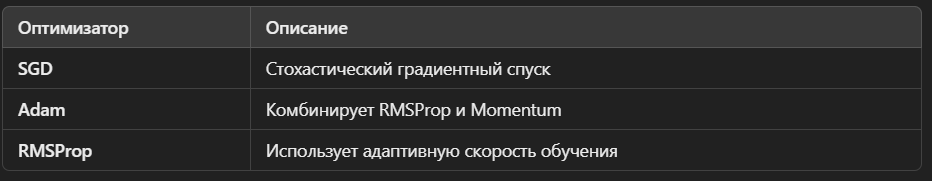 Оптимизатор Описание
SGD Стохастический градиентный спуск
Adam Комбинирует RMSProp и Momentum
RMSProp Использует адаптивную скорость обучения